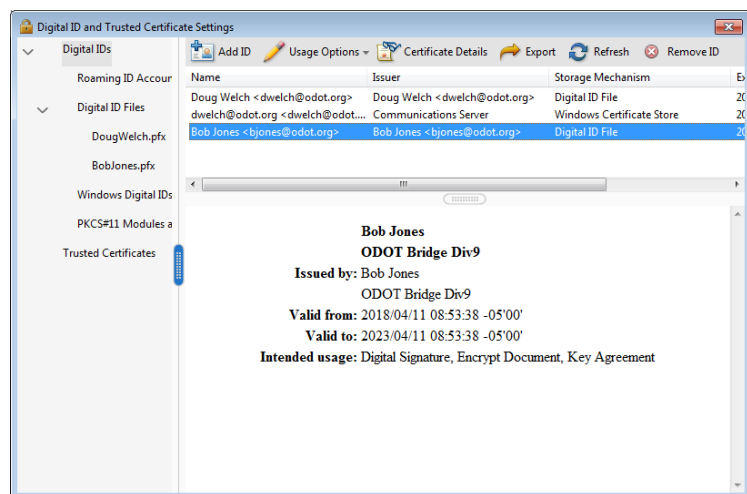 Digital ID and Trusted Certificate Settings
Digital IDs
Roaming ID Accour
Digital ID Files
DougWelch.pfx
BobJones.pfx
Windows Digital IDs
PKCS#11 Modules a
Trusted Certificates
Add ID Usage Options Certificate Details Export Refresh Remove ID
Name Issuer Storage Mechanism Ex
Doug Welch <dwelch@odot.org> Doug Welch <dwelch@odot.org> Digital ID File 20
dwelch@odot.org <dwelch@odot.... Communications Server Windows Certificate Store 20
Bob Jones <bjones@odot.org> Bob Jones <bjones@odot.org> Digital ID File 20
Bob Jones
ODOT Bridge Div9
Issued by: Bob Jones
ODOT Bridge Div9
Valid from: 2018/04/11 08:53:38 -05'00'
Valid to: 2023/04/11 08:53:38 -05'00'
Intended usage: Digital Signature, Encrypt Document, Key Agreement